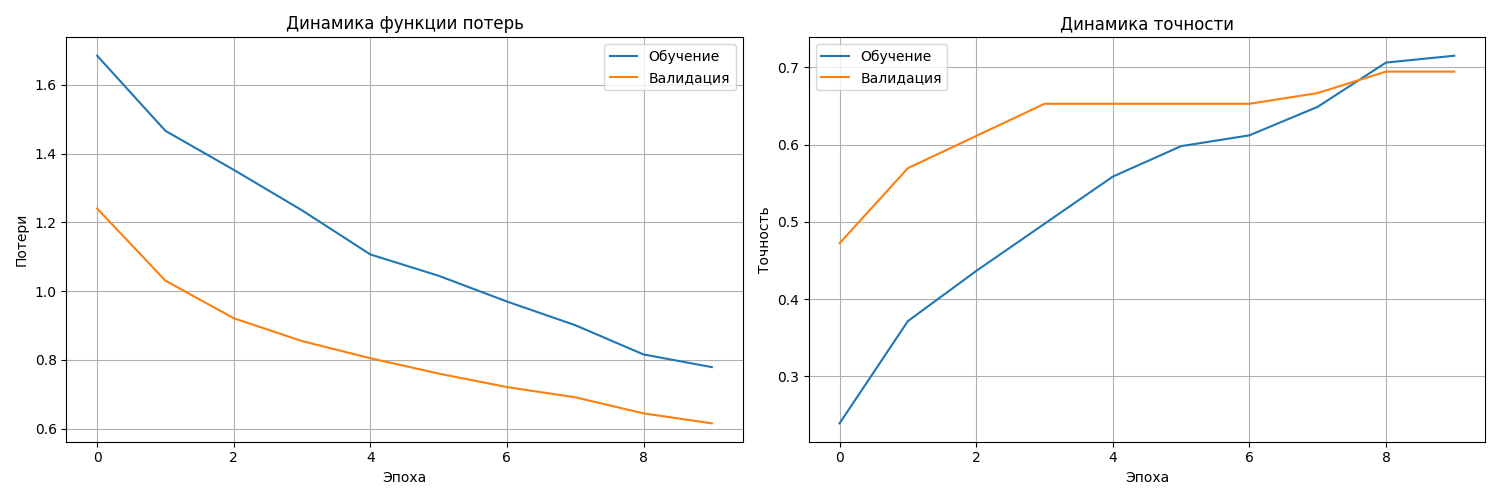 Динамика функции потерь
Обучение
Валидация
1.6
1.4
1.2
1.0
0.8
0.6
Потери
0 2 4 6 8
Эпоха
Динамика точности
Обучение
Валидация
0.7
0.6
0.5
0.4
0.3
Точность
0 2 4 6 8
Эпоха